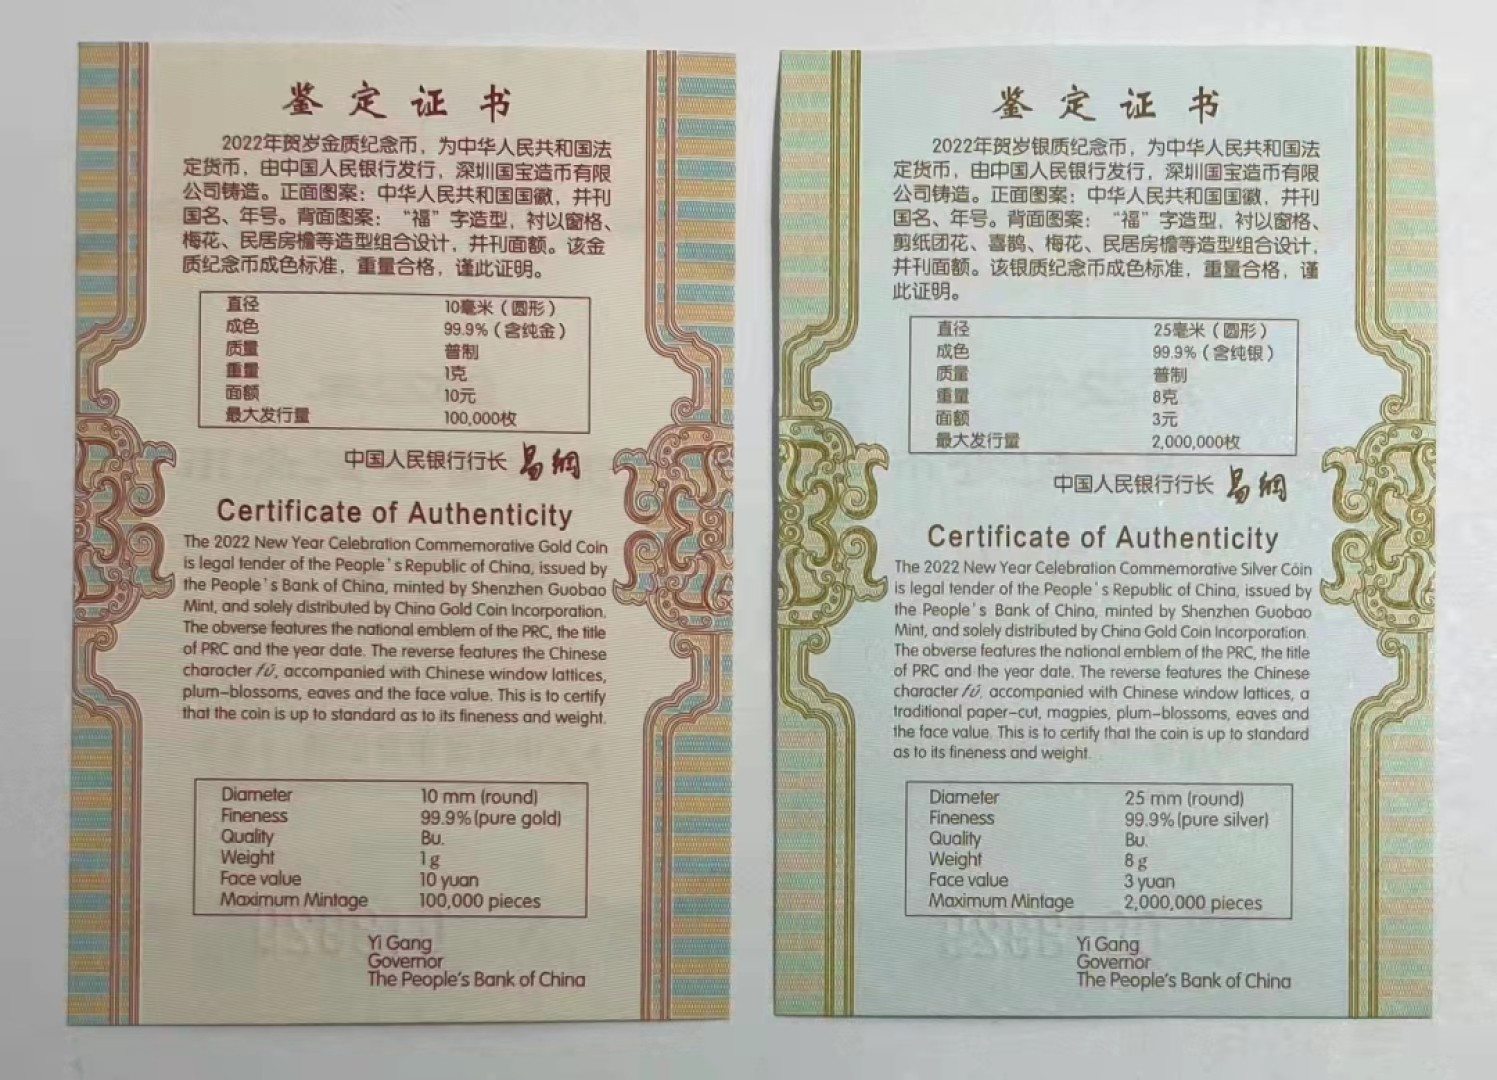 鉴定证书
2022年贺岁金质纪念币，为中华人民共和国法
定货币，由中国人民银行发行，深圳国宝造币有限
公司铸造。正面图案：中华人民共和国国徽，并刊
国名、年号。背面图案：“福”字造型，衬以窗格、
梅花、民居房檐等造型组合设计，并刊面额。该金
质纪念币成色标准，重量合格，谨此证明。
直径 10毫米（圆形）
成色 99.9%（含纯金）
质量 普制
重量 1克
面额 10元
最大发行量 100,000枚
中国人民银行行长 易纲
Certificate of Authenticity
The 2022 New Year Celebration Commemorative Gold Coin
is legal tender of the People's Republic of China, issued by
the People's Bank of China, minted by Shenzhen Guobao
Mint, and solely distributed by China Gold Coin Incorporation.
The obverse features the national emblem of the PRC, the title
of PRC and the year date. The reverse features the Chinese
character fú, accompanied with Chinese window lattices,
plum-blossoms, eaves and the face value. This is to certify
that the coin is up to standard as to its fineness and weight.
Diameter 10 mm (round)
Fineness 99.9% (pure gold)
Quality Bu.
Weight 1 g
Face value 10 yuan
Maximum Mintage 100,000 pieces
Yi Gang
Governor
The People's Bank of China
鉴定证书
2022年贺岁银质纪念币，为中华人民共和国法
定货币，由中国人民银行发行，深圳国宝造币有限
公司铸造。正面图案：中华人民共和国国徽，并刊
国名、年号。背面图案：“福”字造型，衬以窗格、
剪纸团花、喜鹊、梅花、民居房檐等造型组合设计，
并刊面额。该银质纪念币成色标准，重量合格，谨
此证明。
直径 25毫米（圆形）
成色 99.9%（含纯银）
质量 普制
重量 8克
面额 3元
最大发行量 2,000,000枚
中国人民银行行长 易纲
Certificate of Authenticity
The 2022 New Year Celebration Commemorative Silver Coin
is legal tender of the People's Republic of China, issued by
the People's Bank of China, minted by Shenzhen Guobao
Mint, and solely distributed by China Gold Coin Incorporation.
The obverse features the national emblem of the PRC, the title
of PRC and the year date. The reverse features the Chinese
character fú, accompanied with Chinese window lattices, a
traditional paper-cut, magpies, plum-blossoms, eaves and
the face value. This is to certify that the coin is up to standard
as to its fineness and weight.
Diameter 25 mm (round)
Fineness 99.9% (pure silver)
Quality Bu.
Weight 8 g
Face value 3 yuan
Maximum Mintage 2,000,000 pieces
Yi Gang
Governor
The People's Bank of China